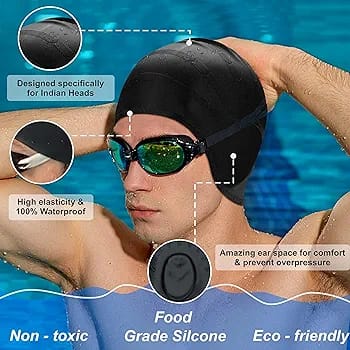 Designed specifically
for Indian Heads
High elasticity &
100% Waterproof
Amazing ear space for comfort
& prevent overpressure
Food
Non - toxic Grade Silcone Eco - friendly